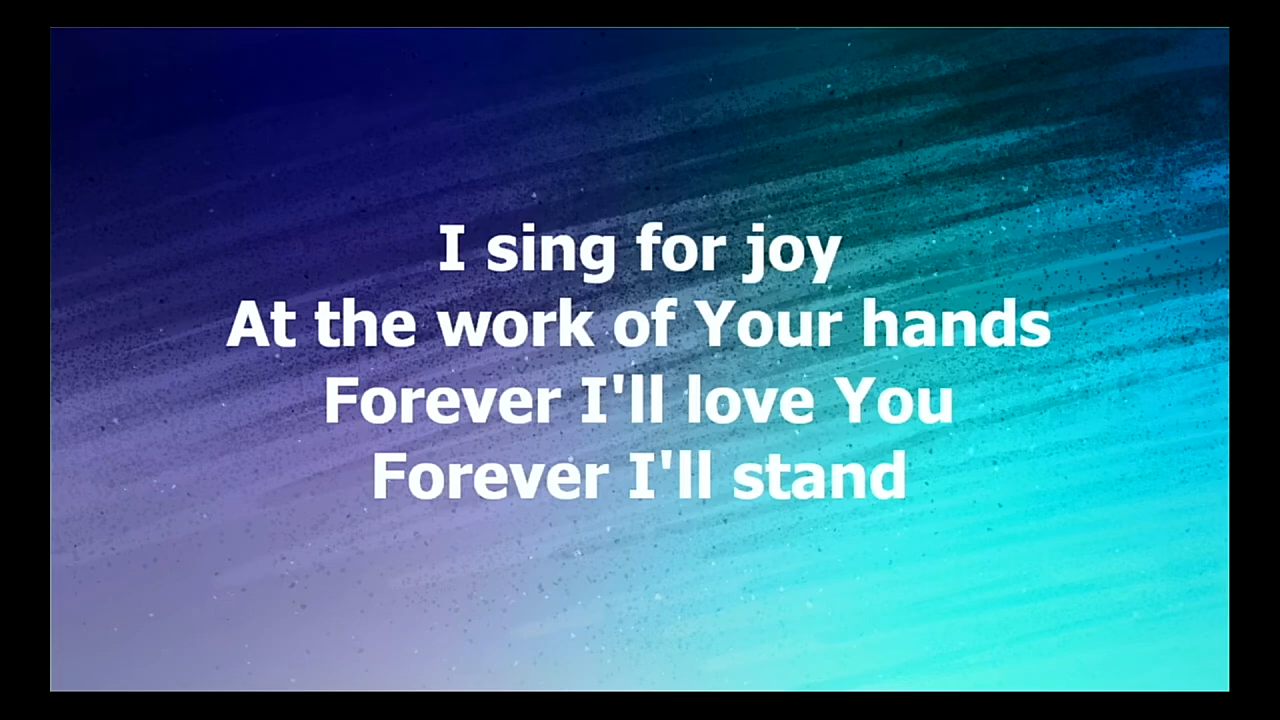 I sing for joy
At the work of Your hands
Forever I'll love You
Forever I'll stand